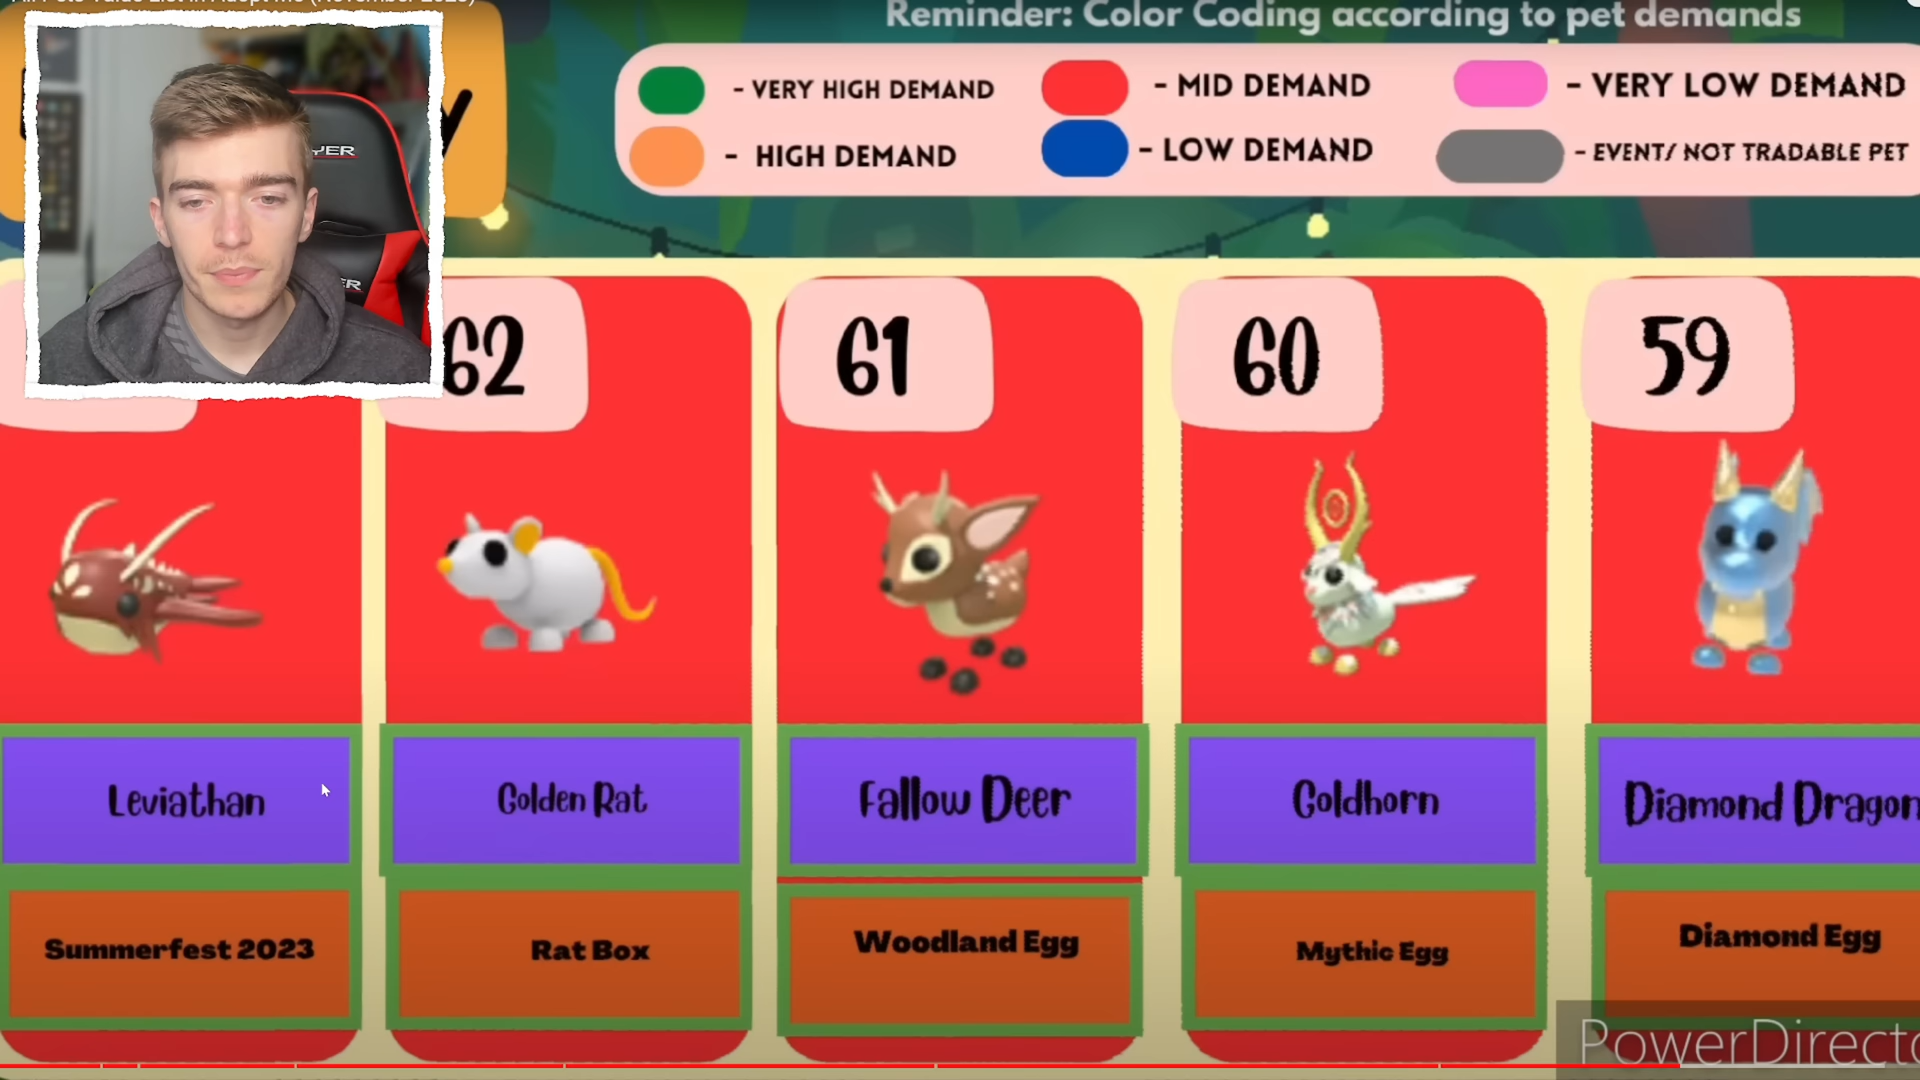 Reminder: Color Coding according to pet demands
- VERY HIGH DEMAND
- MID DEMAND
- VERY LOW DEMAND
- HIGH DEMAND
- LOW DEMAND
- EVENT/ NOT TRADABLE PET
62
61
60
59
Leviathan
Golden Rat
Fallow Deer
Goldhorn
Diamond Dragon
Summerfest 2023
Rat Box
Woodland Egg
Mythic Egg
Diamond Egg